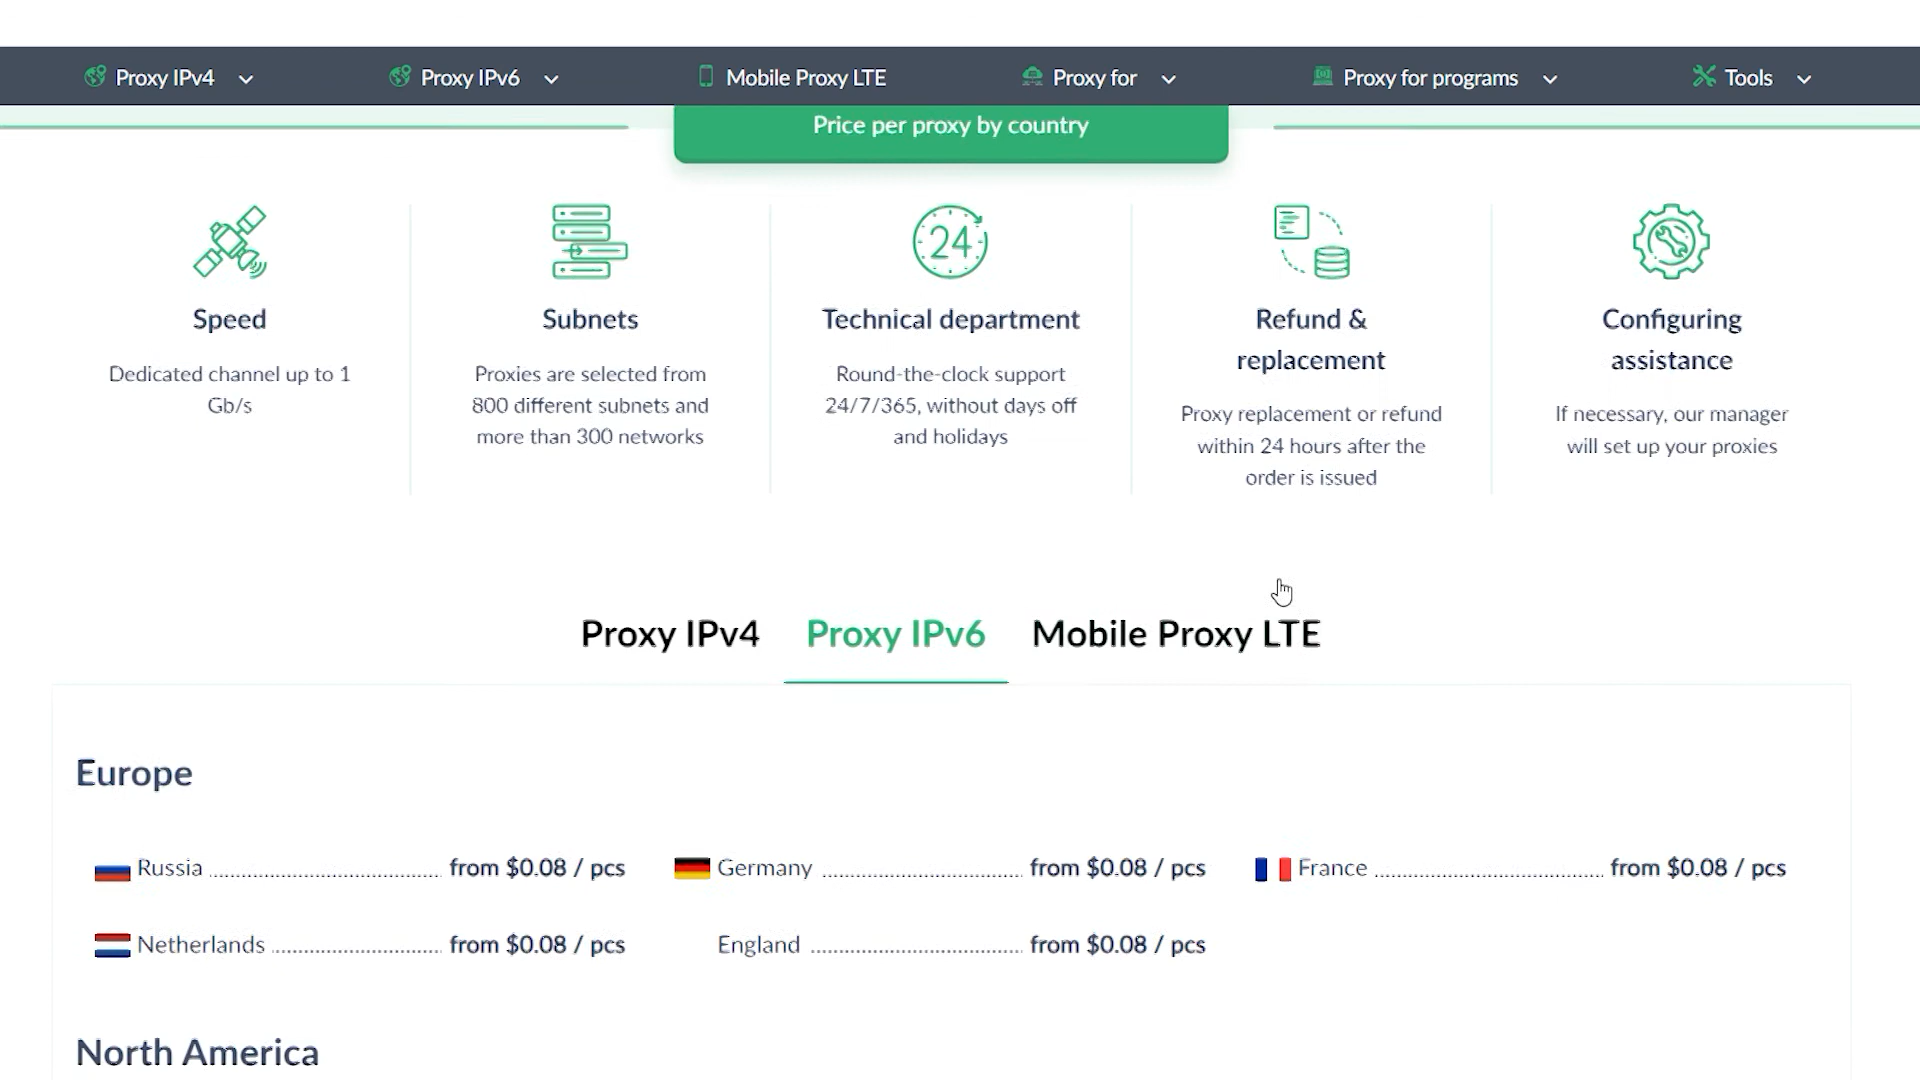 Proxy IPv4
Proxy IPv6
Mobile Proxy LTE
Proxy for
Proxy for programs
Tools
Price per proxy by country
24
Speed
Dedicated channel up to 1
Gb/s
Subnets
Proxies are selected from
800 different subnets and
more than 300 networks
Technical department
Round-the-clock support
24/7/365, without days off
and holidays
Refund &
replacement
Proxy replacement or refund
within 24 hours after the
order is issued
Configuring
assistance
If necessary, our manager
will set up your proxies
Proxy IPv4
Proxy IPv6
Mobile Proxy LTE
Europe
Russia from $0.08 / pcs
Germany from $0.08 / pcs
France from $0.08 / pcs
Netherlands from $0.08 / pcs
England from $0.08 / pcs
North America